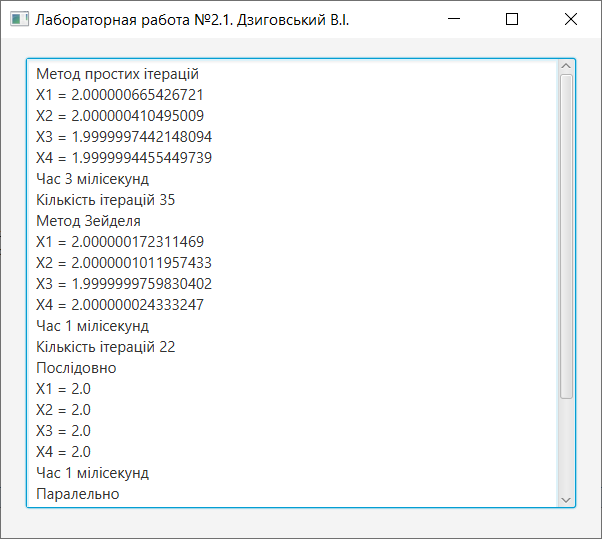 Лабораторная работа №2.1. Дзиговський В.І.
Метод простих ітерацій
X1 = 2.000000665426721
X2 = 2.000000410495009
X3 = 1.9999997442148094
X4 = 1.9999994455449739
Час 3 мілісекунд
Кількість ітерацій 35
Метод Зейделя
X1 = 2.000000172311469
X2 = 2.0000001011957433
X3 = 1.9999999759830402
X4 = 2.000000024333247
Час 1 мілісекунд
Кількість ітерацій 22
Послідовно
X1 = 2.0
X2 = 2.0
X3 = 2.0
X4 = 2.0
Час 1 мілісекунд
Паралельно